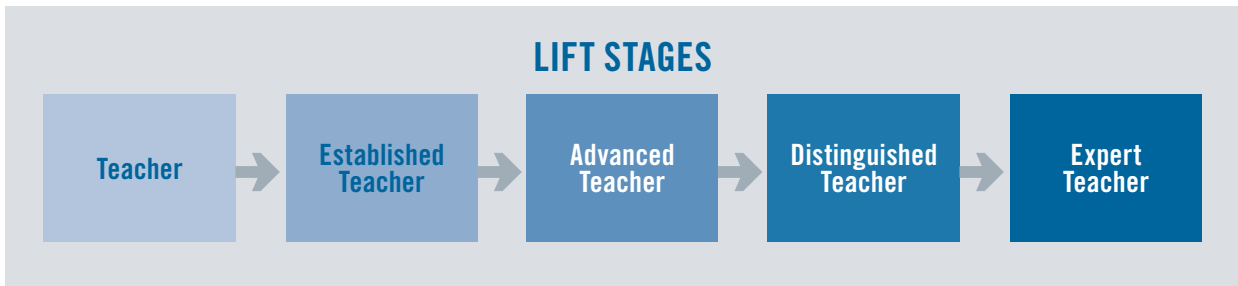 LIFT STAGES
Teacher
Established
Teacher
Advanced
Teacher
Distinguished
Teacher
Expert
Teacher